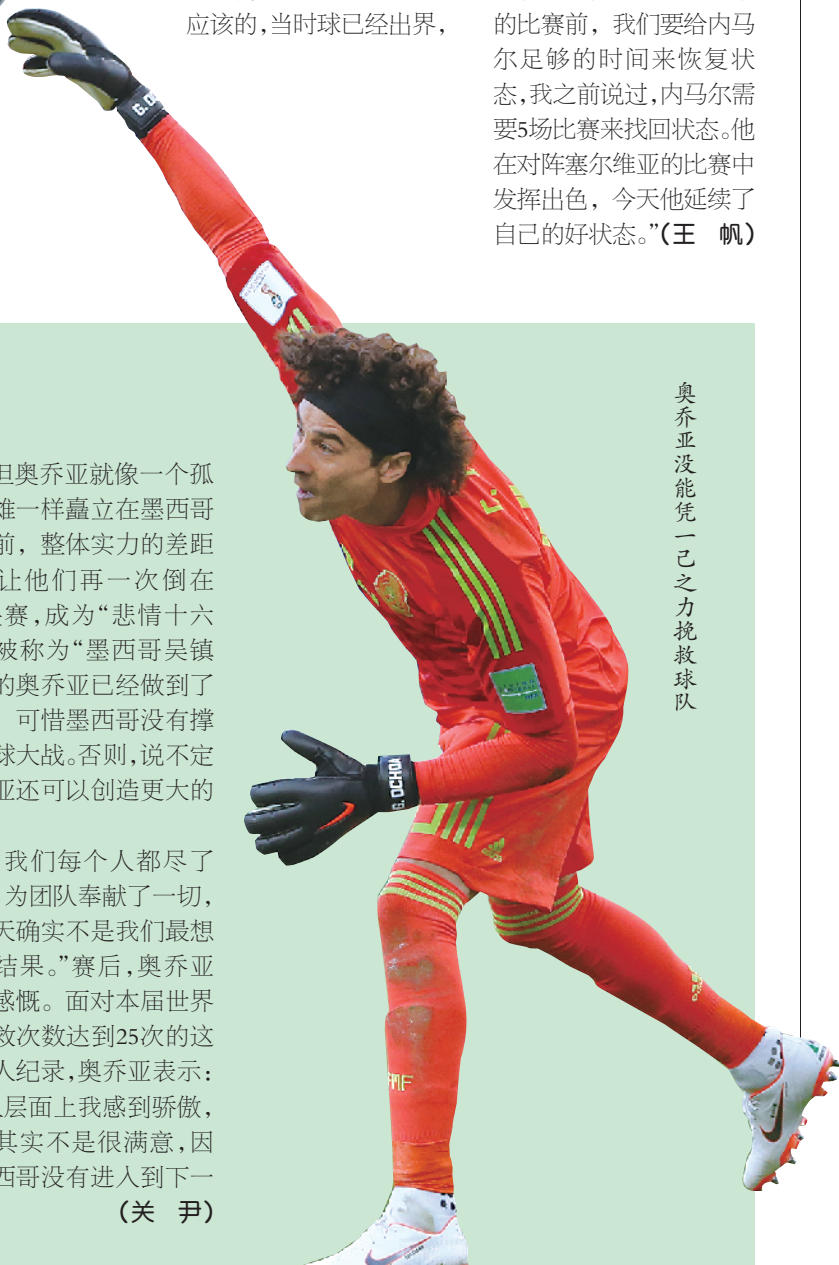 应该的，当时球已经出界，
的比赛前，我们要给内马
尔足够的时间来恢复状
态，我之前说过，内马尔需
要5场比赛来找回状态。他
在对阵塞尔维亚的比赛中
发挥出色，今天他延续了
自己的好状态。”（王　帆）
奥乔亚没能凭一己之力挽救球队
但奥乔亚就像一个孤
雄一样矗立在墨西哥
前，整体实力的差距
让他们再一次倒在
决赛，成为“悲情十六
被称为“墨西哥吴镇
的奥乔亚已经做到了
可惜墨西哥没有撑
球大战。否则，说不定
亚还可以创造更大的
我们每个人都尽了
为团队奉献了一切，
天确实不是我们最想
结果。”赛后，奥乔亚
感慨。面对本届世界
救次数达到25次的这
人纪录，奥乔亚表示：
层面上我感到骄傲，
其实不是很满意，因
西哥没有进入到下一
（关　尹）
G. OCHOA
FMF